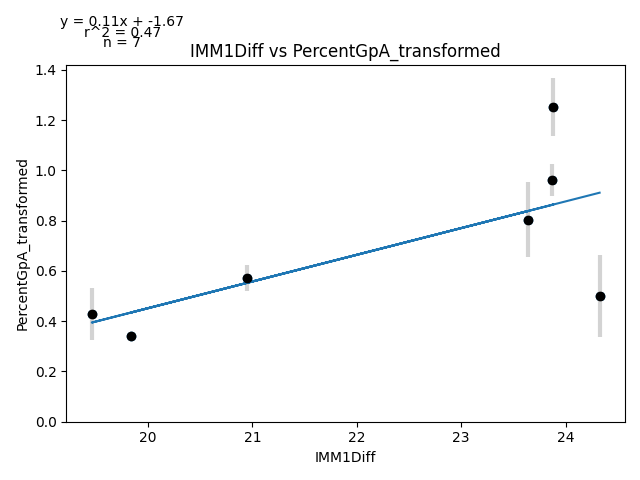 y = 0.11x + -1.67
r^2 = 0.47
n = 7
IMM1Diff vs PercentGpA_transformed
1.4
1.2
1.0
0.8
0.6
0.4
0.2
0.0
PercentGpA_transformed
20 21 22 23 24
IMM1Diff